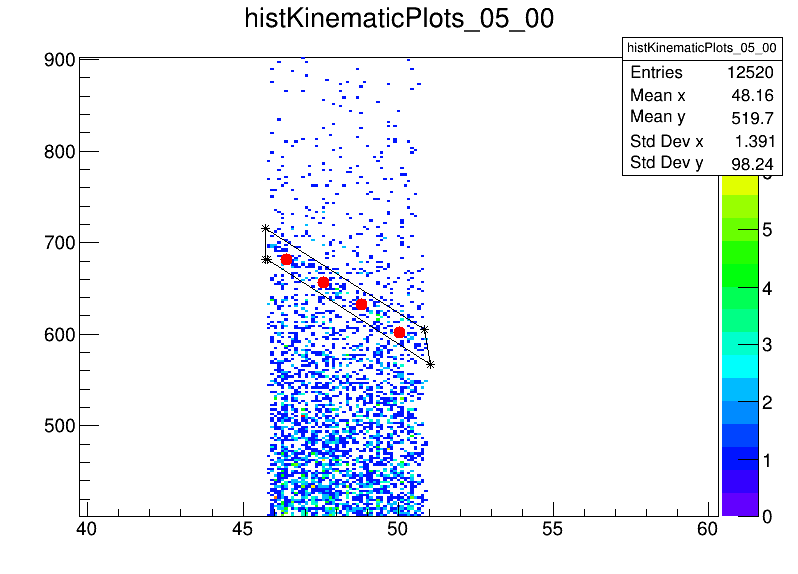 histKinematicPlots_05_00
histKinematicPlots_05_00
Entries 12520
Mean x 48.16
Mean y 519.7
Std Dev x 1.391
Std Dev y 98.24
900
800
700
600
500
40 45 50 55 60
5
4
3
2
1
0